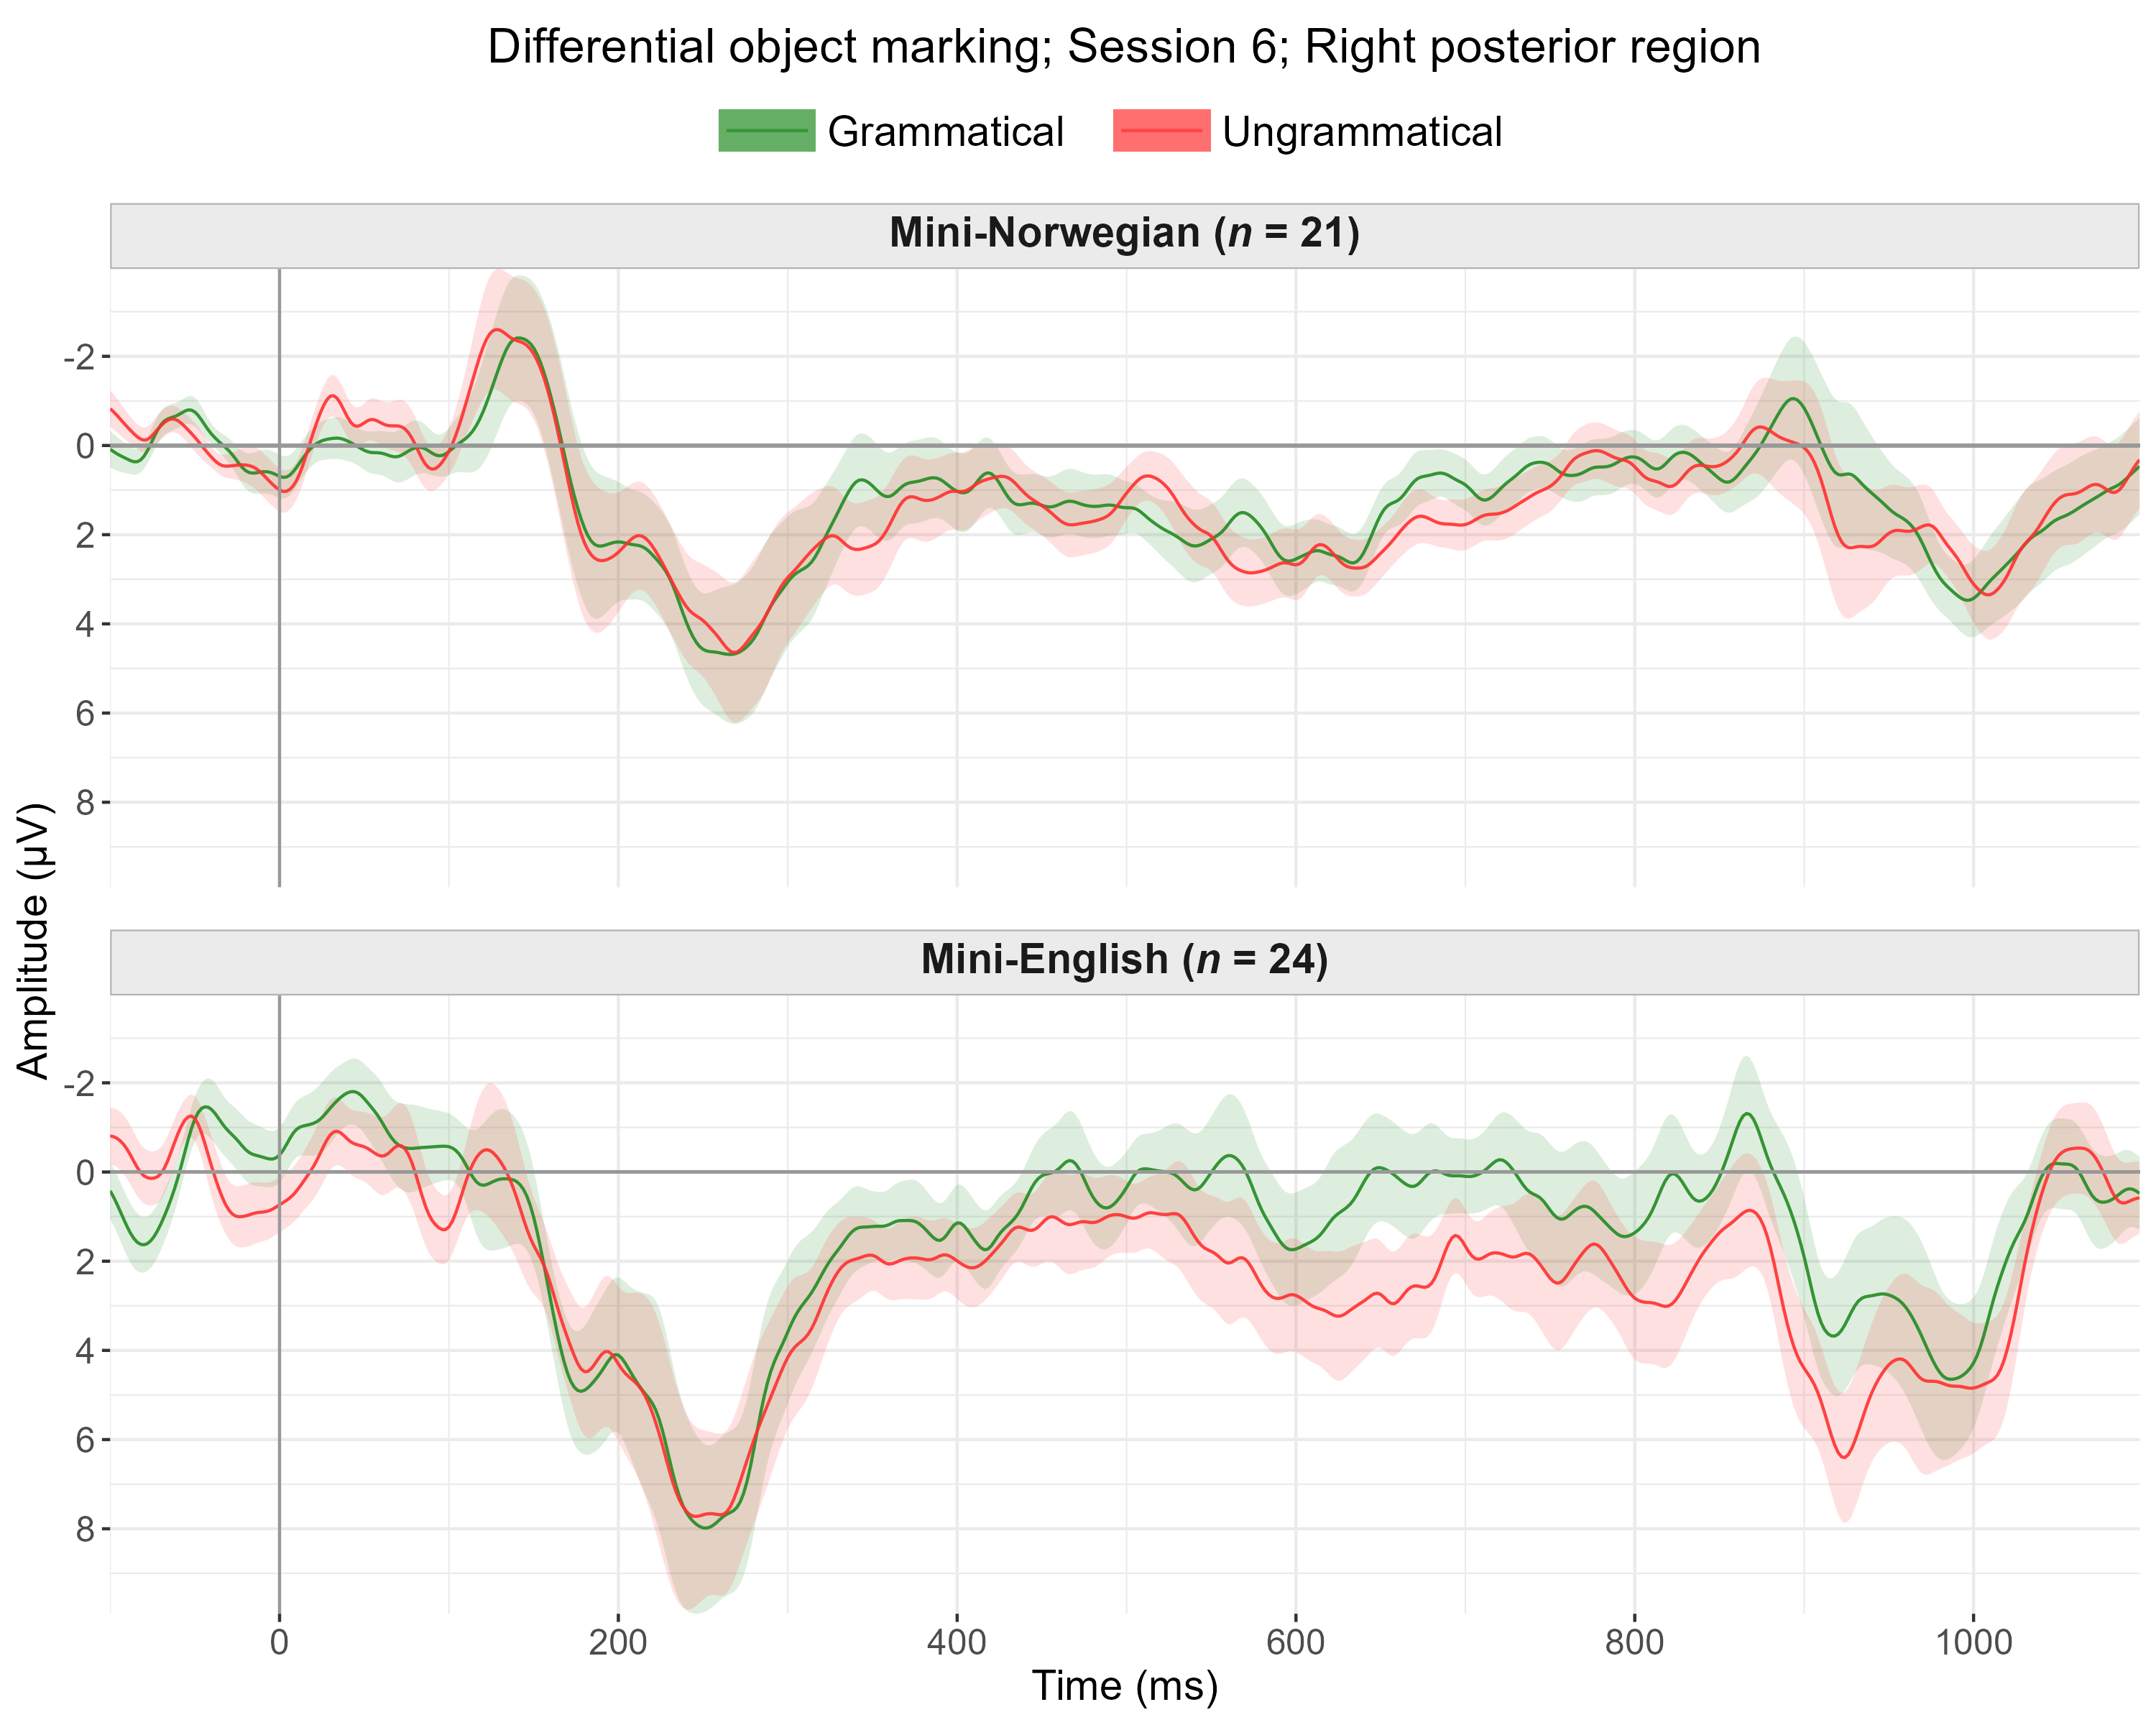 Differential object marking; Session 6; Right posterior region
Grammatical Ungrammatical
Mini-Norwegian (n = 21)
-2
0
2
4
6
8
Amplitude (µV)
Mini-English (n = 24)
-2
0
2
4
6
8
0 200 400 600 800 1000
Time (ms)